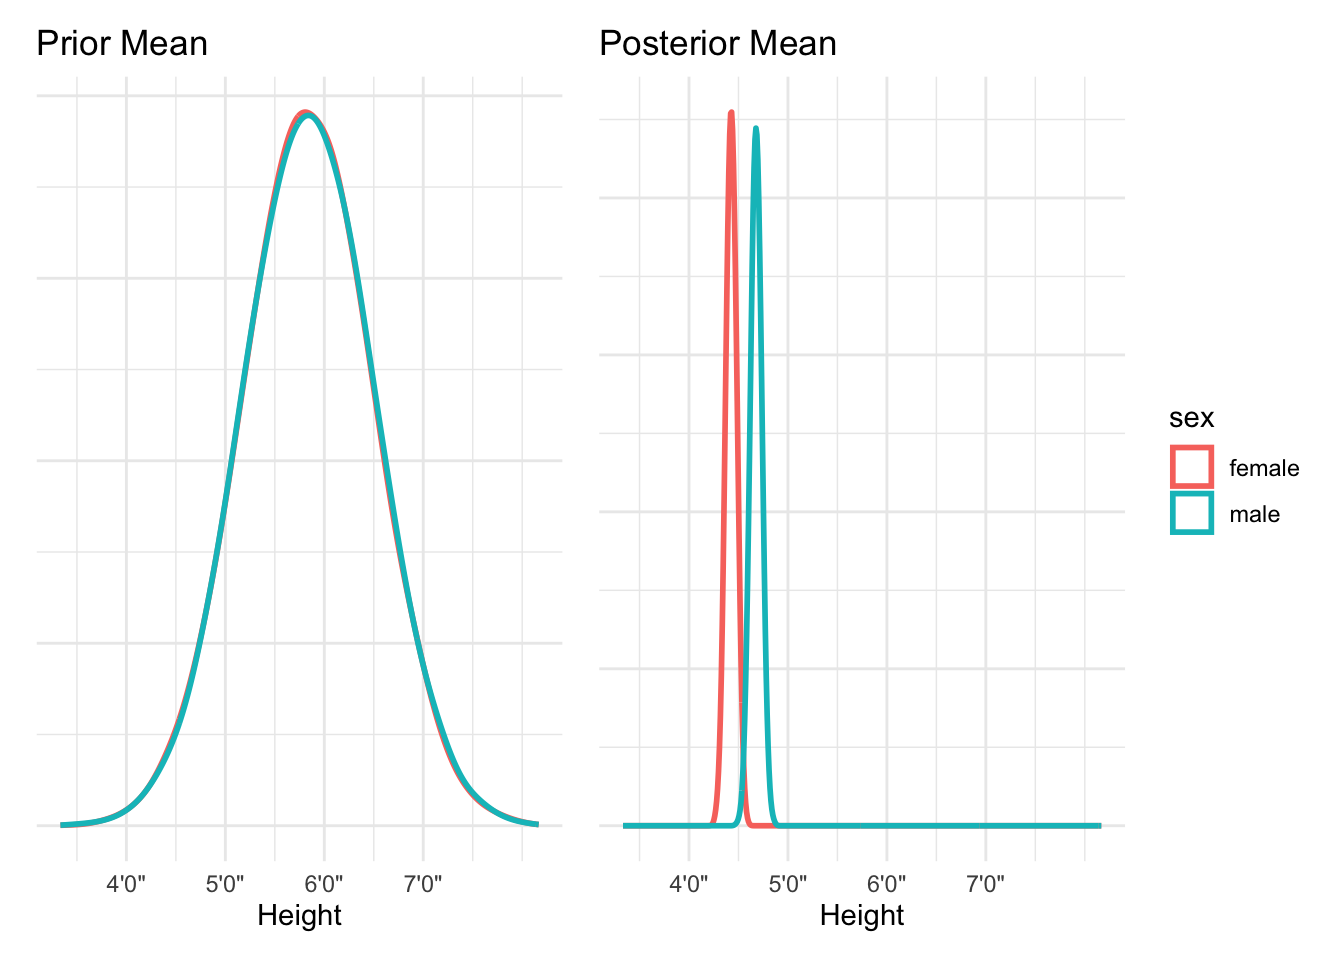 Prior Mean
4'0" 5'0" 6'0" 7'0"
Height
Posterior Mean
4'0" 5'0" 6'0" 7'0"
Height
sex
female
male